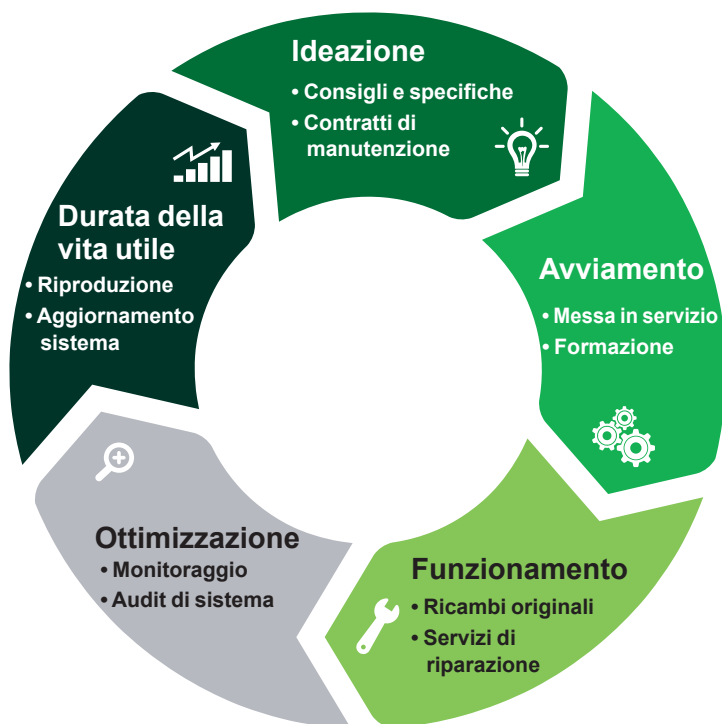 Ideazione
• Consigli e specifiche
• Contratti di
manutenzione
Avviamento
• Messa in servizio
• Formazione
Funzionamento
• Ricambi originali
• Servizi di
riparazione
Ottimizzazione
• Monitoraggio
• Audit di sistema
Durata della
vita utile
• Riproduzione
• Aggiornamento
sistema